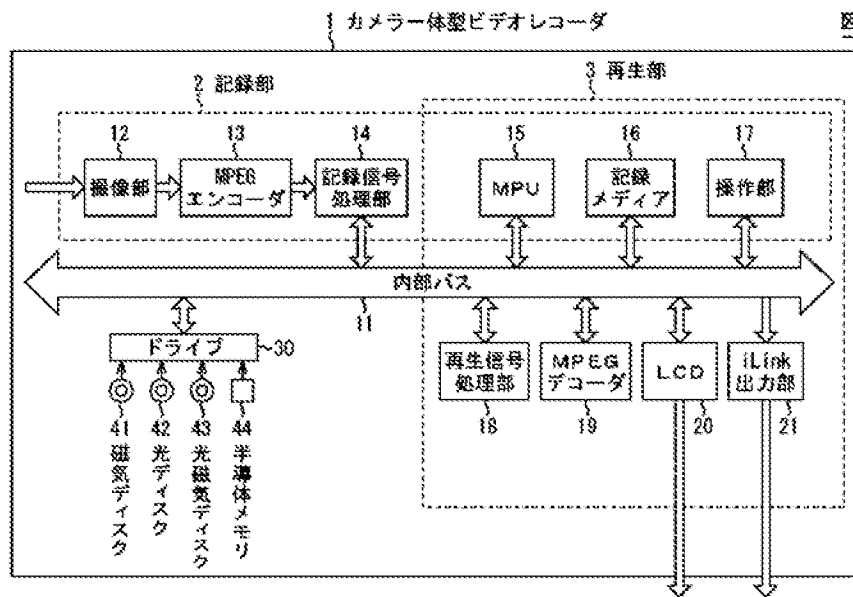 1 カメラ一体型ビデオレコーダ
2 記録部
3 再生部
12
13
14
15
16
17
撮像部
MPEG
エンコーダ
記録信号
処理部
MPU
記録
メディア
操作部
内部バス
11
ドライブ
30
再生信号
処理部
MPEG
デコーダ
LCD
iLink
出力部
18
19
20
21
41 磁気ディスク
42 光ディスク
43 光磁気ディスク
44 半導体メモリ